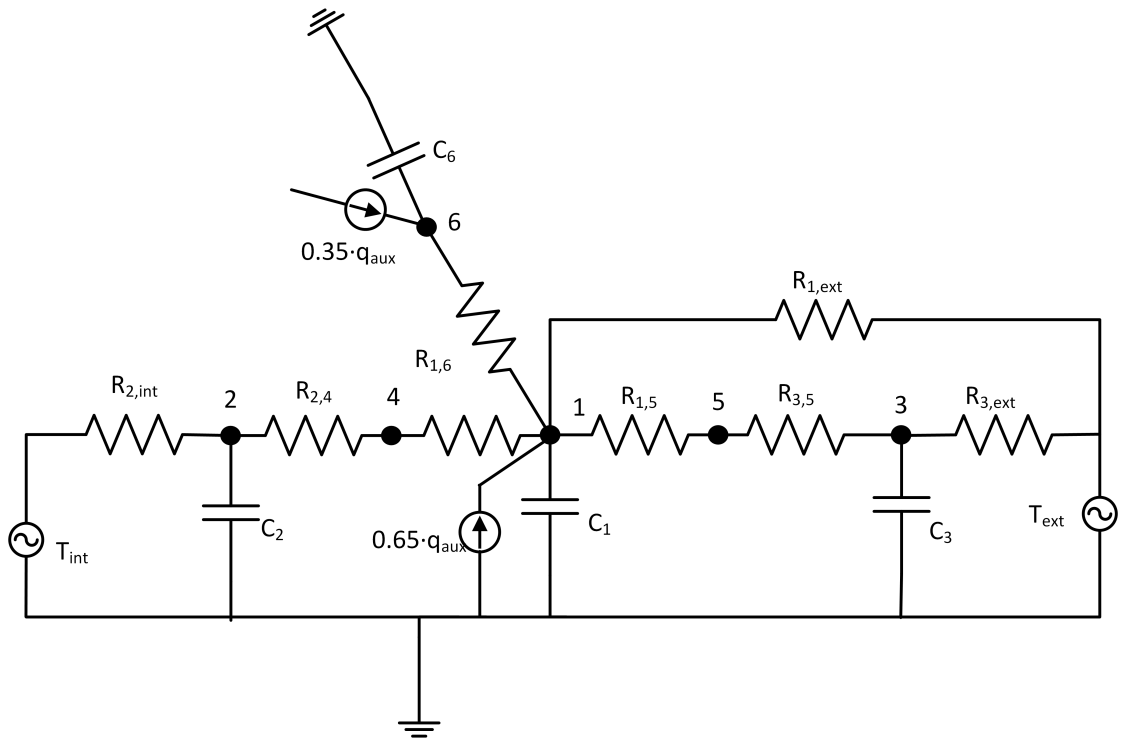 C6
6
0.35·qaux
R1,ext
R1,6
R2,int
2
R2,4
4
1
R1,5
5
R3,5
3
R3,ext
Tint
C2
0.65·qaux
C1
C3
Text